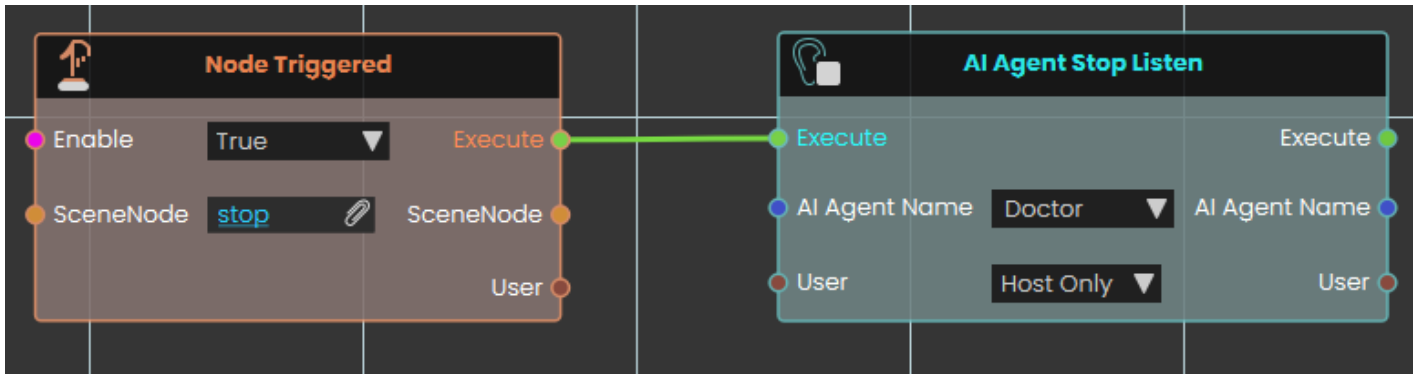 Node Triggered
Enable True Execute
SceneNode stop SceneNode
User
AI Agent Stop Listen
Execute Execute
AI Agent Name Doctor AI Agent Name
User Host Only User